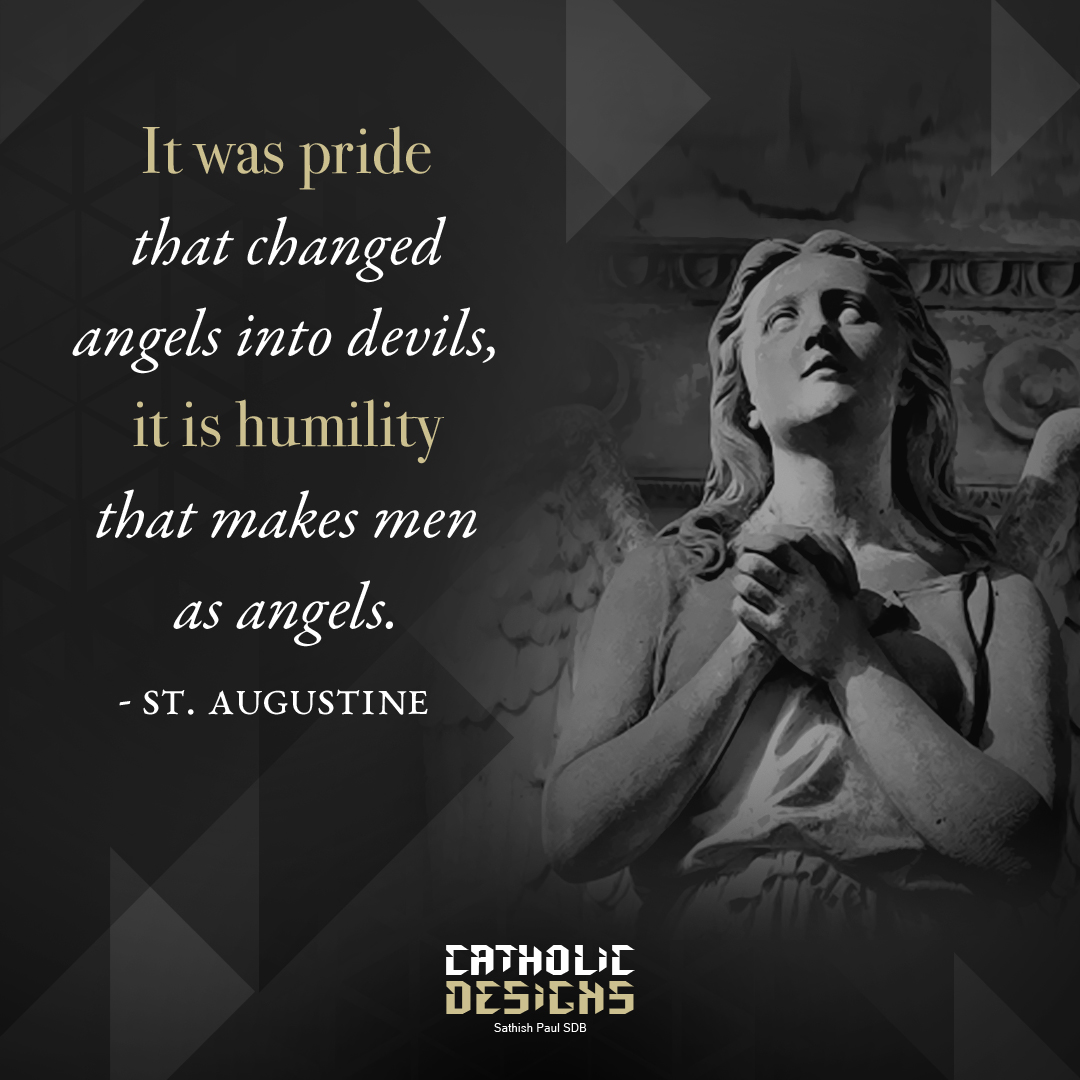 It was pride
that changed
angels into devils,
it is humility
that makes men
as angels.
- ST. AUGUSTINE
CATHOLIC
DESIGNS
Sathish Paul SDB